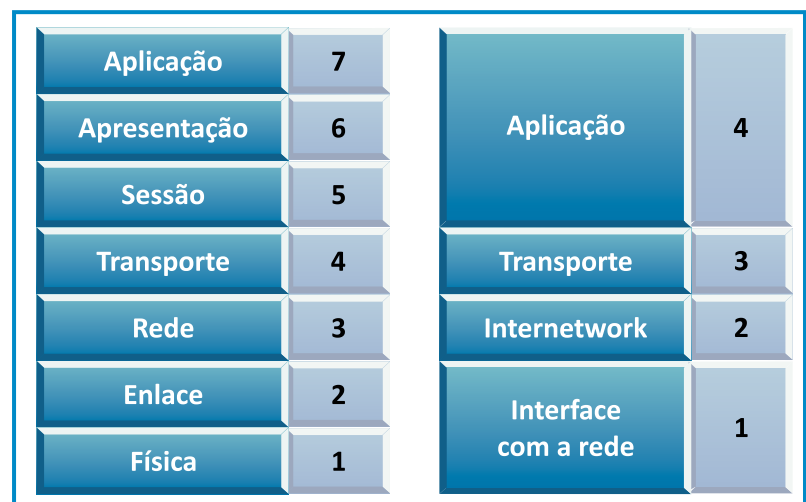 Aplicação 7
Apresentação 6
Sessão 5
Transporte 4
Rede 3
Enlace 2
Física 1
Aplicação 4
Transporte 3
Internetwork 2
Interface
com a rede 1